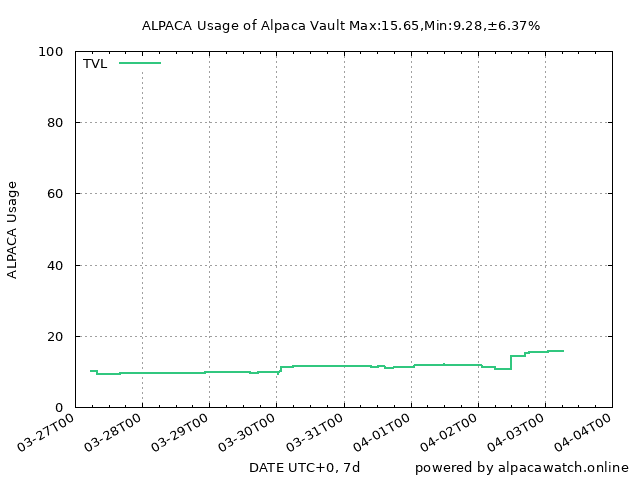 ALPACA Usage of Alpaca Vault Max:15.65,Min:9.28,±6.37%
100
TVL
80
60
ALPACA Usage
40
20
0
03-27T00 03-28T00 03-29T00 03-30T00 03-31T00 04-01T00 04-02T00 04-03T00 04-04T00
DATE UTC+0, 7d
powered by alpacawatch.online